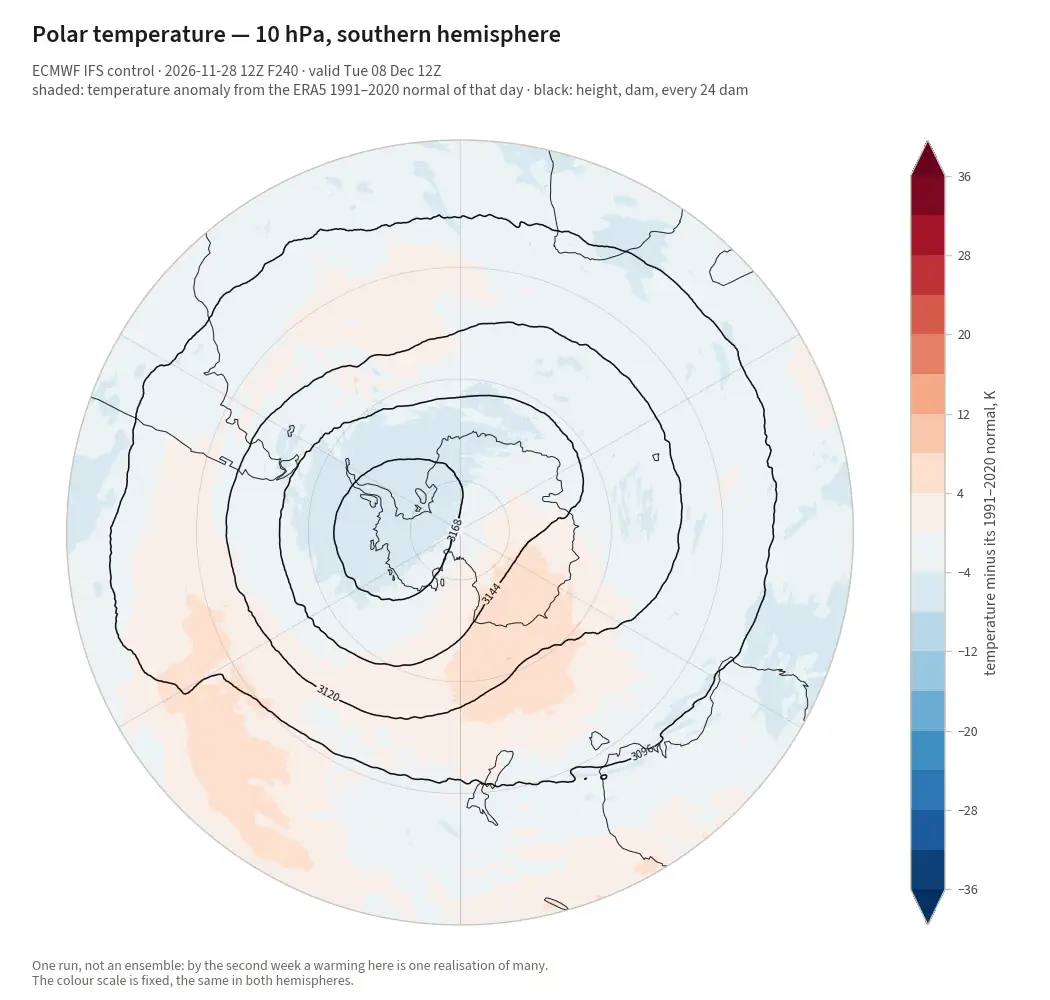 Polar temperature — 10 hPa, southern hemisphere
ECMWF IFS control · 2026-11-28 12Z F240 · valid Tue 08 Dec 12Z
shaded: temperature anomaly from the ERA5 1991–2020 normal of that day · black: height, dam, every 24 dam
36
28
20
12
4
−4
−12
−20
−28
−36
temperature minus its 1991–2020 normal, K
3168
3144
3120
3096
One run, not an ensemble: by the second week a warming here is one realisation of many.
The colour scale is fixed, the same in both hemispheres.